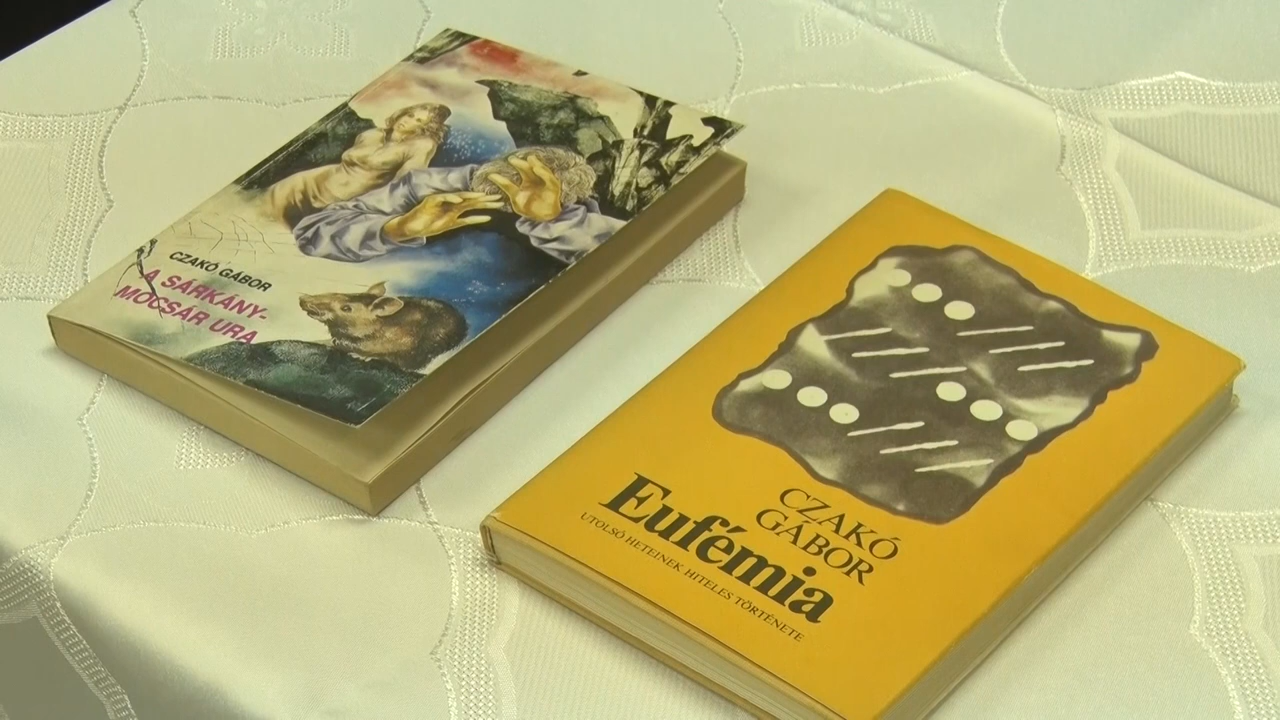 CZAKÓ GÁBOR
A SÁRKÁNY-
MOCSÁR URA
CZAKÓ
GÁBOR
Eufémia
UTOLSÓ HETEINEK HITELES TÖRTÉNETE